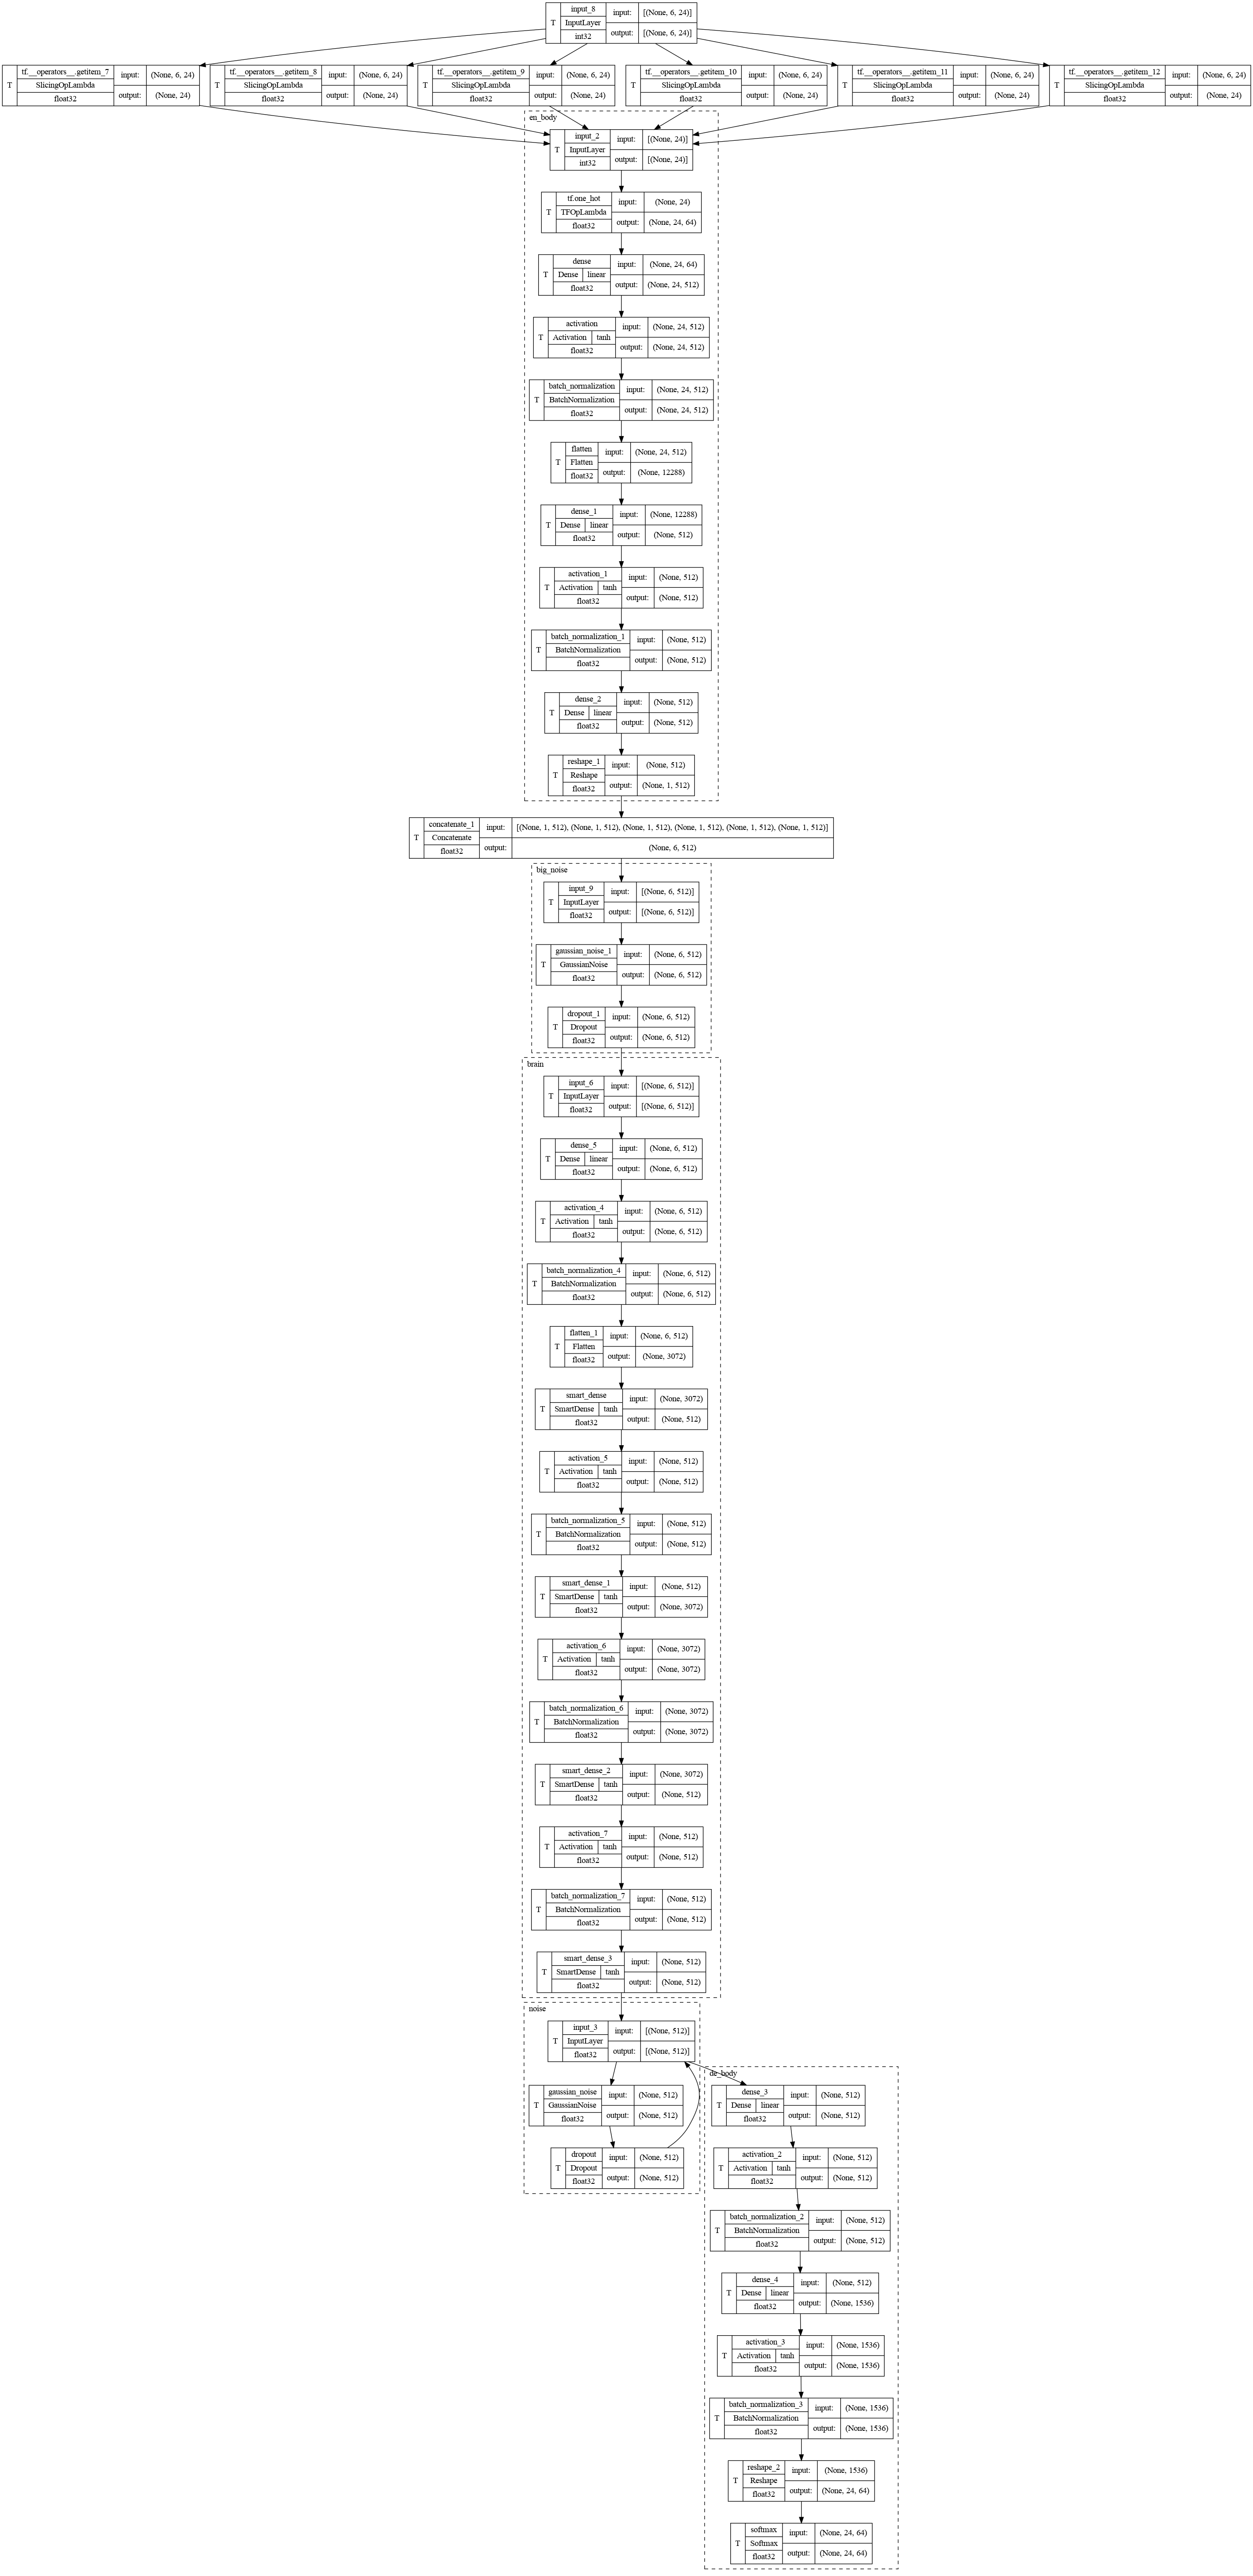 input_8
T InputLayer input: [(None, 6, 24)]
int32 output: [(None, 6, 24)]
tf.__operators__.getitem_7
T SlicingOpLambda input: (None, 6, 24)
float32 output: (None, 24)
tf.__operators__.getitem_8
T SlicingOpLambda input: (None, 6, 24)
float32 output: (None, 24)
tf.__operators__.getitem_9
T SlicingOpLambda input: (None, 6, 24)
float32 output: (None, 24)
tf.__operators__.getitem_10
T SlicingOpLambda input: (None, 6, 24)
float32 output: (None, 24)
tf.__operators__.getitem_11
T SlicingOpLambda input: (None, 6, 24)
float32 output: (None, 24)
tf.__operators__.getitem_12
T SlicingOpLambda input: (None, 6, 24)
float32 output: (None, 24)
en_body
input_2
T InputLayer input: [(None, 24)]
int32 output: [(None, 24)]
tf.one_hot
T TFOpLambda input: (None, 24)
float32 output: (None, 24, 64)
dense
T Dense linear input: (None, 24, 64)
float32 output: (None, 24, 512)
activation
T Activation tanh input: (None, 24, 512)
float32 output: (None, 24, 512)
batch_normalization
T BatchNormalization input: (None, 24, 512)
float32 output: (None, 24, 512)
flatten
T Flatten input: (None, 24, 512)
float32 output: (None, 12288)
dense_1
T Dense linear input: (None, 12288)
float32 output: (None, 512)
activation_1
T Activation tanh input: (None, 512)
float32 output: (None, 512)
batch_normalization_1
T BatchNormalization input: (None, 512)
float32 output: (None, 512)
dense_2
T Dense linear input: (None, 512)
float32 output: (None, 512)
reshape_1
T Reshape input: (None, 512)
float32 output: (None, 1, 512)
concatenate_1
T Concatenate input: [(None, 1, 512), (None, 1, 512), (None, 1, 512), (None, 1, 512), (None, 1, 512), (None, 1, 512)]
float32 output: (None, 6, 512)
big_noise
input_9
T InputLayer input: [(None, 6, 512)]
float32 output: [(None, 6, 512)]
gaussian_noise_1
T GaussianNoise input: (None, 6, 512)
float32 output: (None, 6, 512)
dropout_1
T Dropout input: (None, 6, 512)
float32 output: (None, 6, 512)
brain
input_6
T InputLayer input: [(None, 6, 512)]
float32 output: [(None, 6, 512)]
dense_5
T Dense linear input: (None, 6, 512)
float32 output: (None, 6, 512)
activation_4
T Activation tanh input: (None, 6, 512)
float32 output: (None, 6, 512)
batch_normalization_4
T BatchNormalization input: (None, 6, 512)
float32 output: (None, 6, 512)
flatten_1
T Flatten input: (None, 6, 512)
float32 output: (None, 3072)
smart_dense
T SmartDense tanh input: (None, 3072)
float32 output: (None, 512)
activation_5
T Activation tanh input: (None, 512)
float32 output: (None, 512)
batch_normalization_5
T BatchNormalization input: (None, 512)
float32 output: (None, 512)
smart_dense_1
T SmartDense tanh input: (None, 512)
float32 output: (None, 3072)
activation_6
T Activation tanh input: (None, 3072)
float32 output: (None, 3072)
batch_normalization_6
T BatchNormalization input: (None, 3072)
float32 output: (None, 3072)
smart_dense_2
T SmartDense tanh input: (None, 3072)
float32 output: (None, 512)
activation_7
T Activation tanh input: (None, 512)
float32 output: (None, 512)
batch_normalization_7
T BatchNormalization input: (None, 512)
float32 output: (None, 512)
smart_dense_3
T SmartDense tanh input: (None, 512)
float32 output: (None, 512)
noise
input_3
T InputLayer input: [(None, 512)]
float32 output: [(None, 512)]
gaussian_noise
T GaussianNoise input: (None, 512)
float32 output: (None, 512)
dropout
T Dropout input: (None, 512)
float32 output: (None, 512)
de_body
dense_3
T Dense linear input: (None, 512)
float32 output: (None, 512)
activation_2
T Activation tanh input: (None, 512)
float32 output: (None, 512)
batch_normalization_2
T BatchNormalization input: (None, 512)
float32 output: (None, 512)
dense_4
T Dense linear input: (None, 512)
float32 output: (None, 1536)
activation_3
T Activation tanh input: (None, 1536)
float32 output: (None, 1536)
batch_normalization_3
T BatchNormalization input: (None, 1536)
float32 output: (None, 1536)
reshape_2
T Reshape input: (None, 1536)
float32 output: (None, 24, 64)
softmax
T Softmax input: (None, 24, 64)
float32 output: (None, 24, 64)